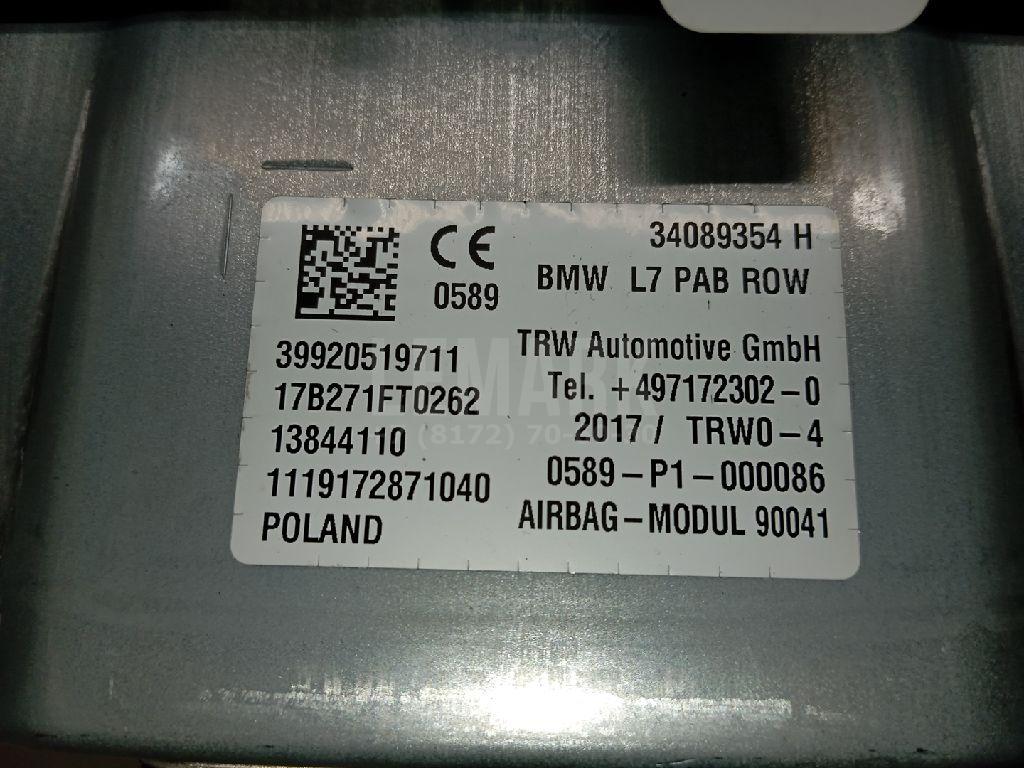 34089354 H
CE
0589
BMW L7 PAB ROW
39920519711
17B271FT0262
13844110
1119172871040
POLAND
TRW Automotive GmbH
Tel. +497172302-0
2017/ TRW0-4
0589-P1-000086
AIRBAG-MODUL 90041